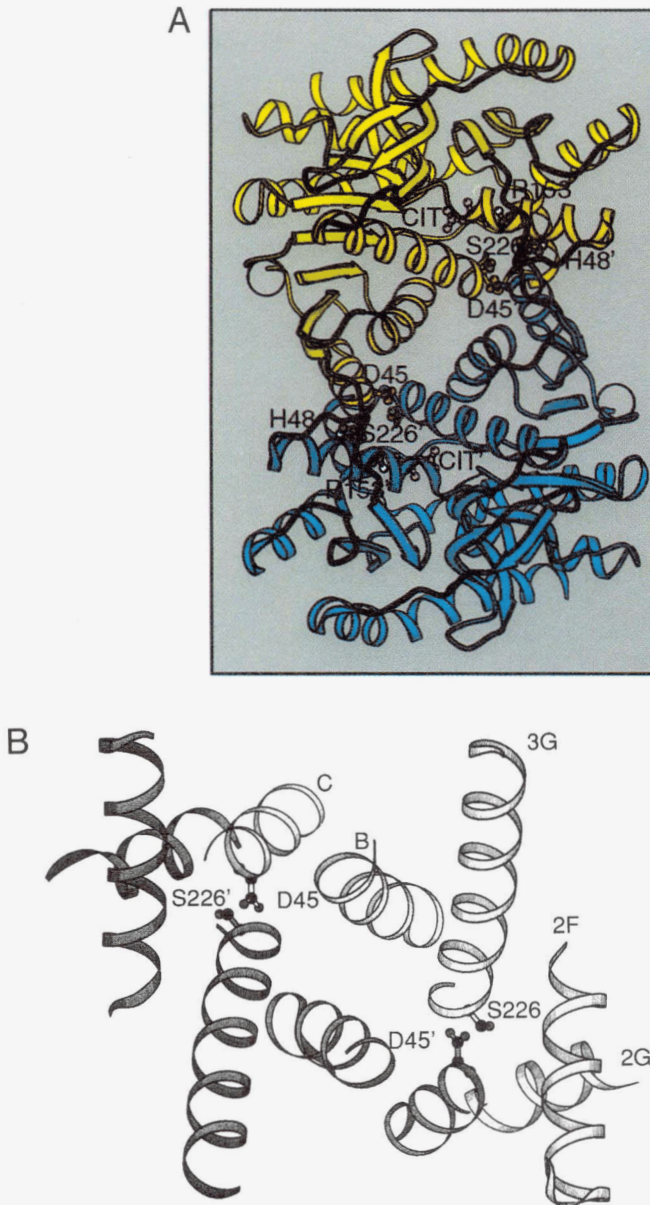 A
R153
CIT
S226
H48'
D45'
D45
H48
S226'
CIT'
R153'
B
3G
C
B
2F
S226'
D45
S226
D45'
2G